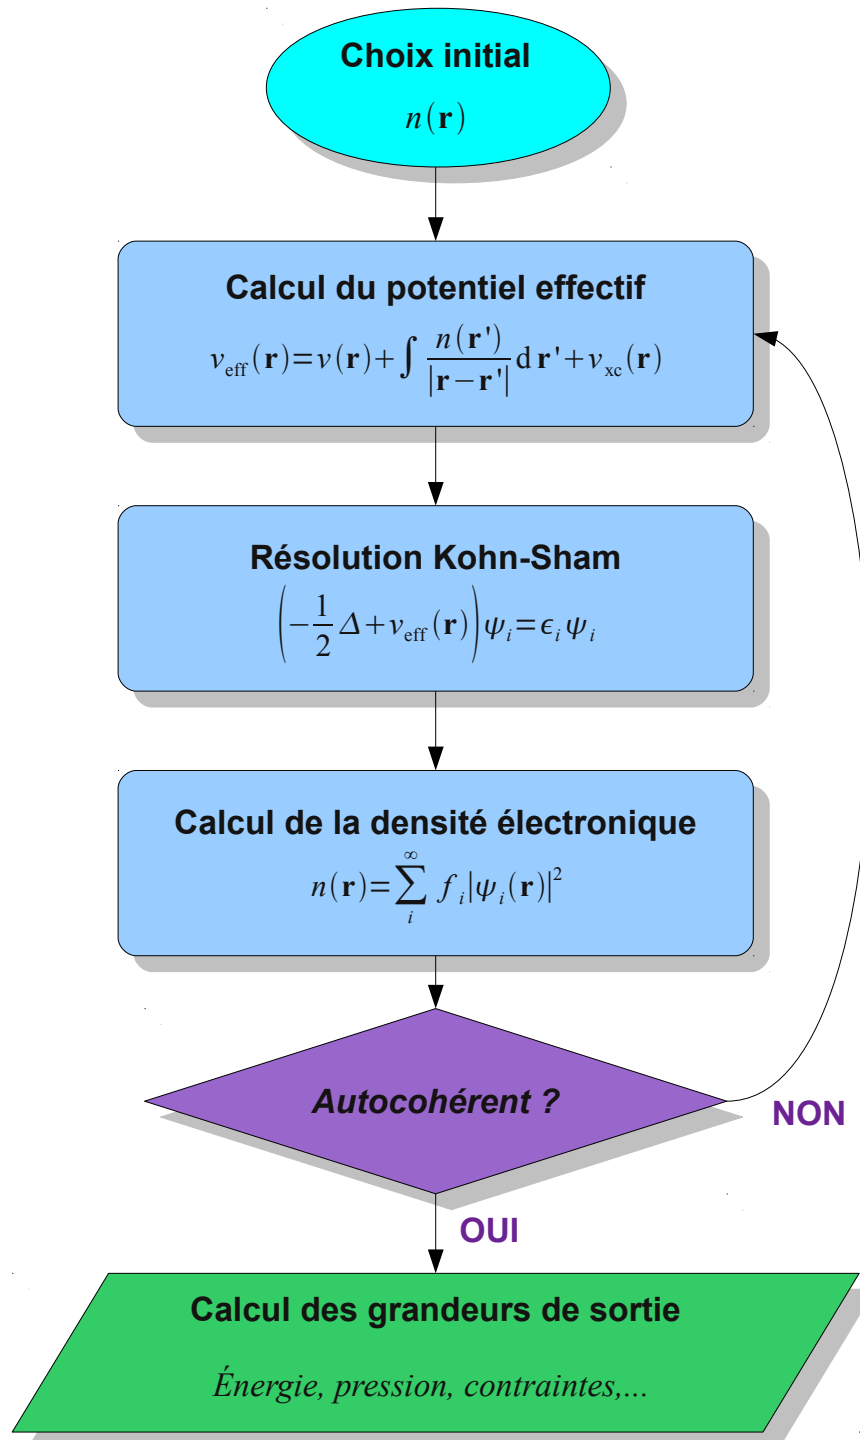 Choix initial
n(𝐫)
Calcul du potentiel effectif
v_eff(𝐫)=v(𝐫)+∫ n(𝐫')/|𝐫−𝐫'| d𝐫'+v_xc(𝐫)
Résolution Kohn-Sham
(−1/2 Δ+v_eff(𝐫))ψ_i=ϵ_i ψ_i
Calcul de la densité électronique
n(𝐫)=∑_i^∞ f_i|ψ_i(𝐫)|²
Autocohérent ?
NON
OUI
Calcul des grandeurs de sortie
Énergie, pression, contraintes,...